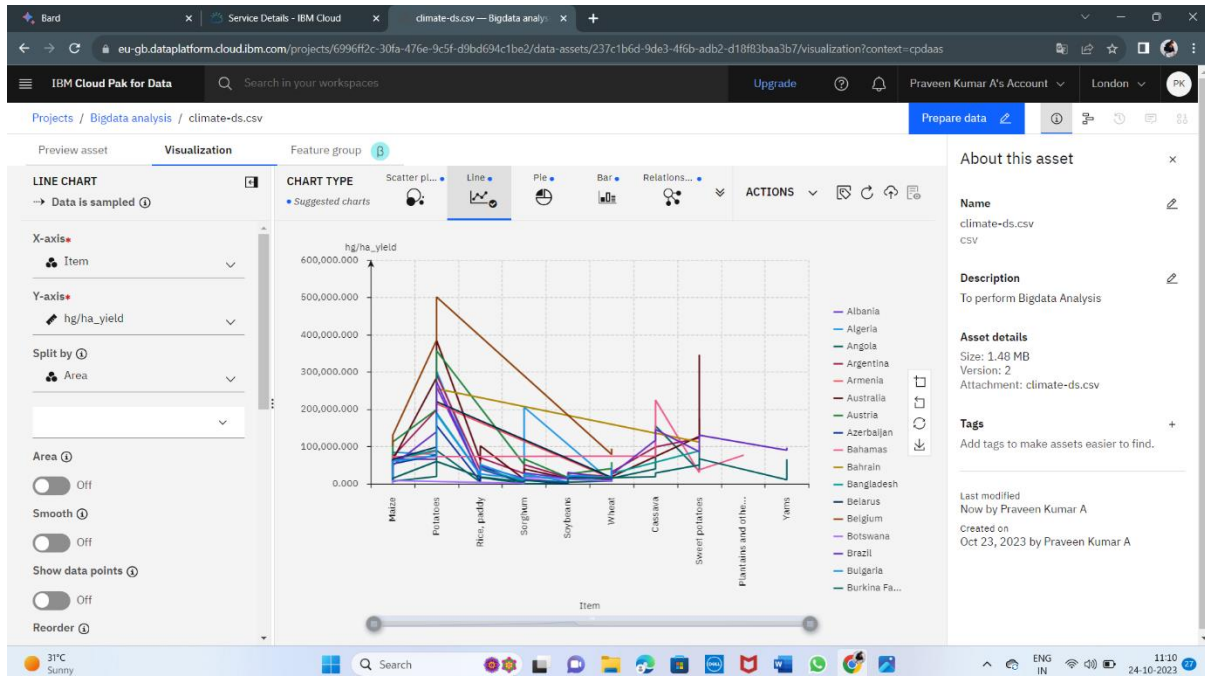 Bard
Service Details - IBM Cloud
climate-ds.csv — Bigdata analys
eu-gb.dataplatform.cloud.ibm.com/projects/6996ff2c-30fa-476e-9c5f-d9bd694c1be2/data-assets/237c1b6d-9de3-4f6b-adb2-d18f83baa3b7/visualization?context=cpdaas
IBM Cloud Pak for Data
Search in your workspaces
Upgrade
Praveen Kumar A's Account
London
PK
Projects / Bigdata analysis / climate-ds.csv
Prepare data
Preview asset
Visualization
Feature group β
LINE CHART
Data is sampled
X-axis
Item
Y-axis
hg/ha_yield
Split by
Area
Area
Off
Smooth
Off
Show data points
Off
Reorder
CHART TYPE
Suggested charts
Scatter pl...
Line
Pie
Bar
Relations...
ACTIONS
hg/ha_yield
600,000.000
500,000.000
400,000.000
300,000.000
200,000.000
100,000.000
0.000
Maize
Potatoes
Rice, paddy
Sorghum
Soybeans
Wheat
Cassava
Sweet potatoes
Plantains and othe...
Yams
Item
Albania
Algeria
Angola
Argentina
Armenia
Australia
Austria
Azerbaijan
Bahamas
Bahrain
Bangladesh
Belarus
Belgium
Botswana
Brazil
Bulgaria
Burkina Fa...
About this asset
Name
climate-ds.csv
CSV
Description
To perform Bigdata Analysis
Asset details
Size: 1.48 MB
Version: 2
Attachment: climate-ds.csv
Tags
Add tags to make assets easier to find.
Last modified
Now by Praveen Kumar A
Created on
Oct 23, 2023 by Praveen Kumar A
31°C
Sunny
Search
DELL
ENG
IN
11:10
24-10-2023
27